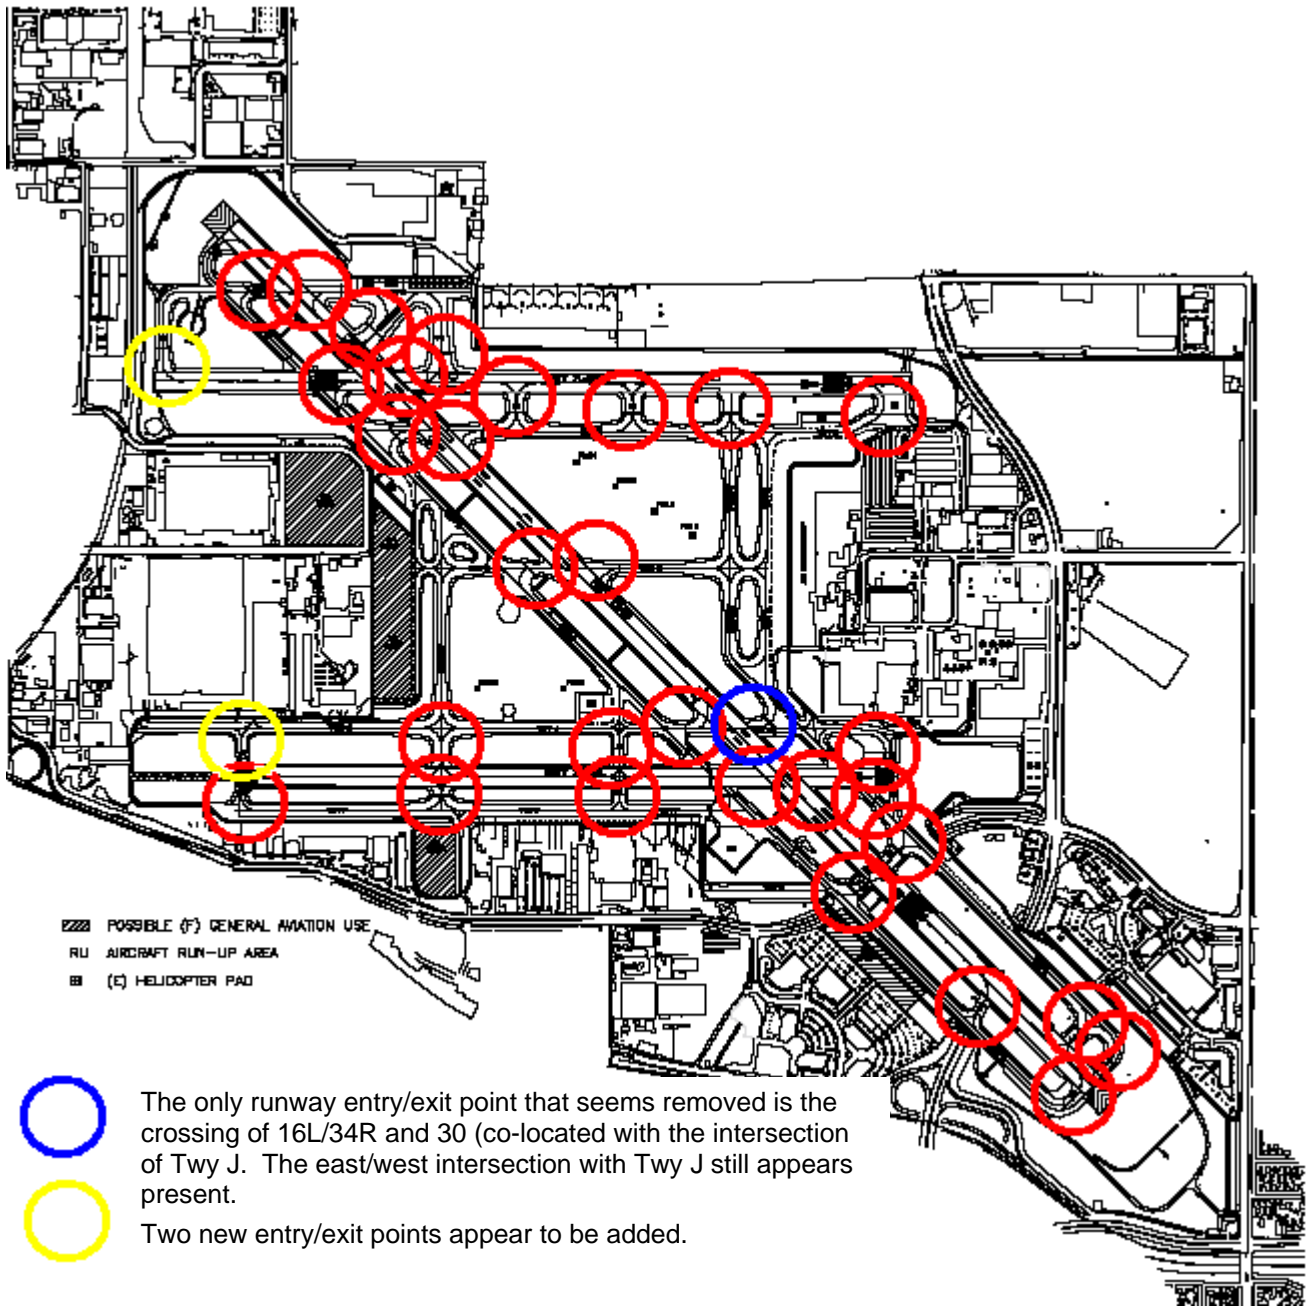 POSSIBLE (F) GENERAL AVIATION USE
RU AIRCRAFT RUN-UP AREA
(E) HELICOPTER PAD
The only runway entry/exit point that seems removed is the
crossing of 16L/34R and 30 (co-located with the intersection
of Twy J. The east/west intersection with Twy J still appears
present.
Two new entry/exit points appear to be added.